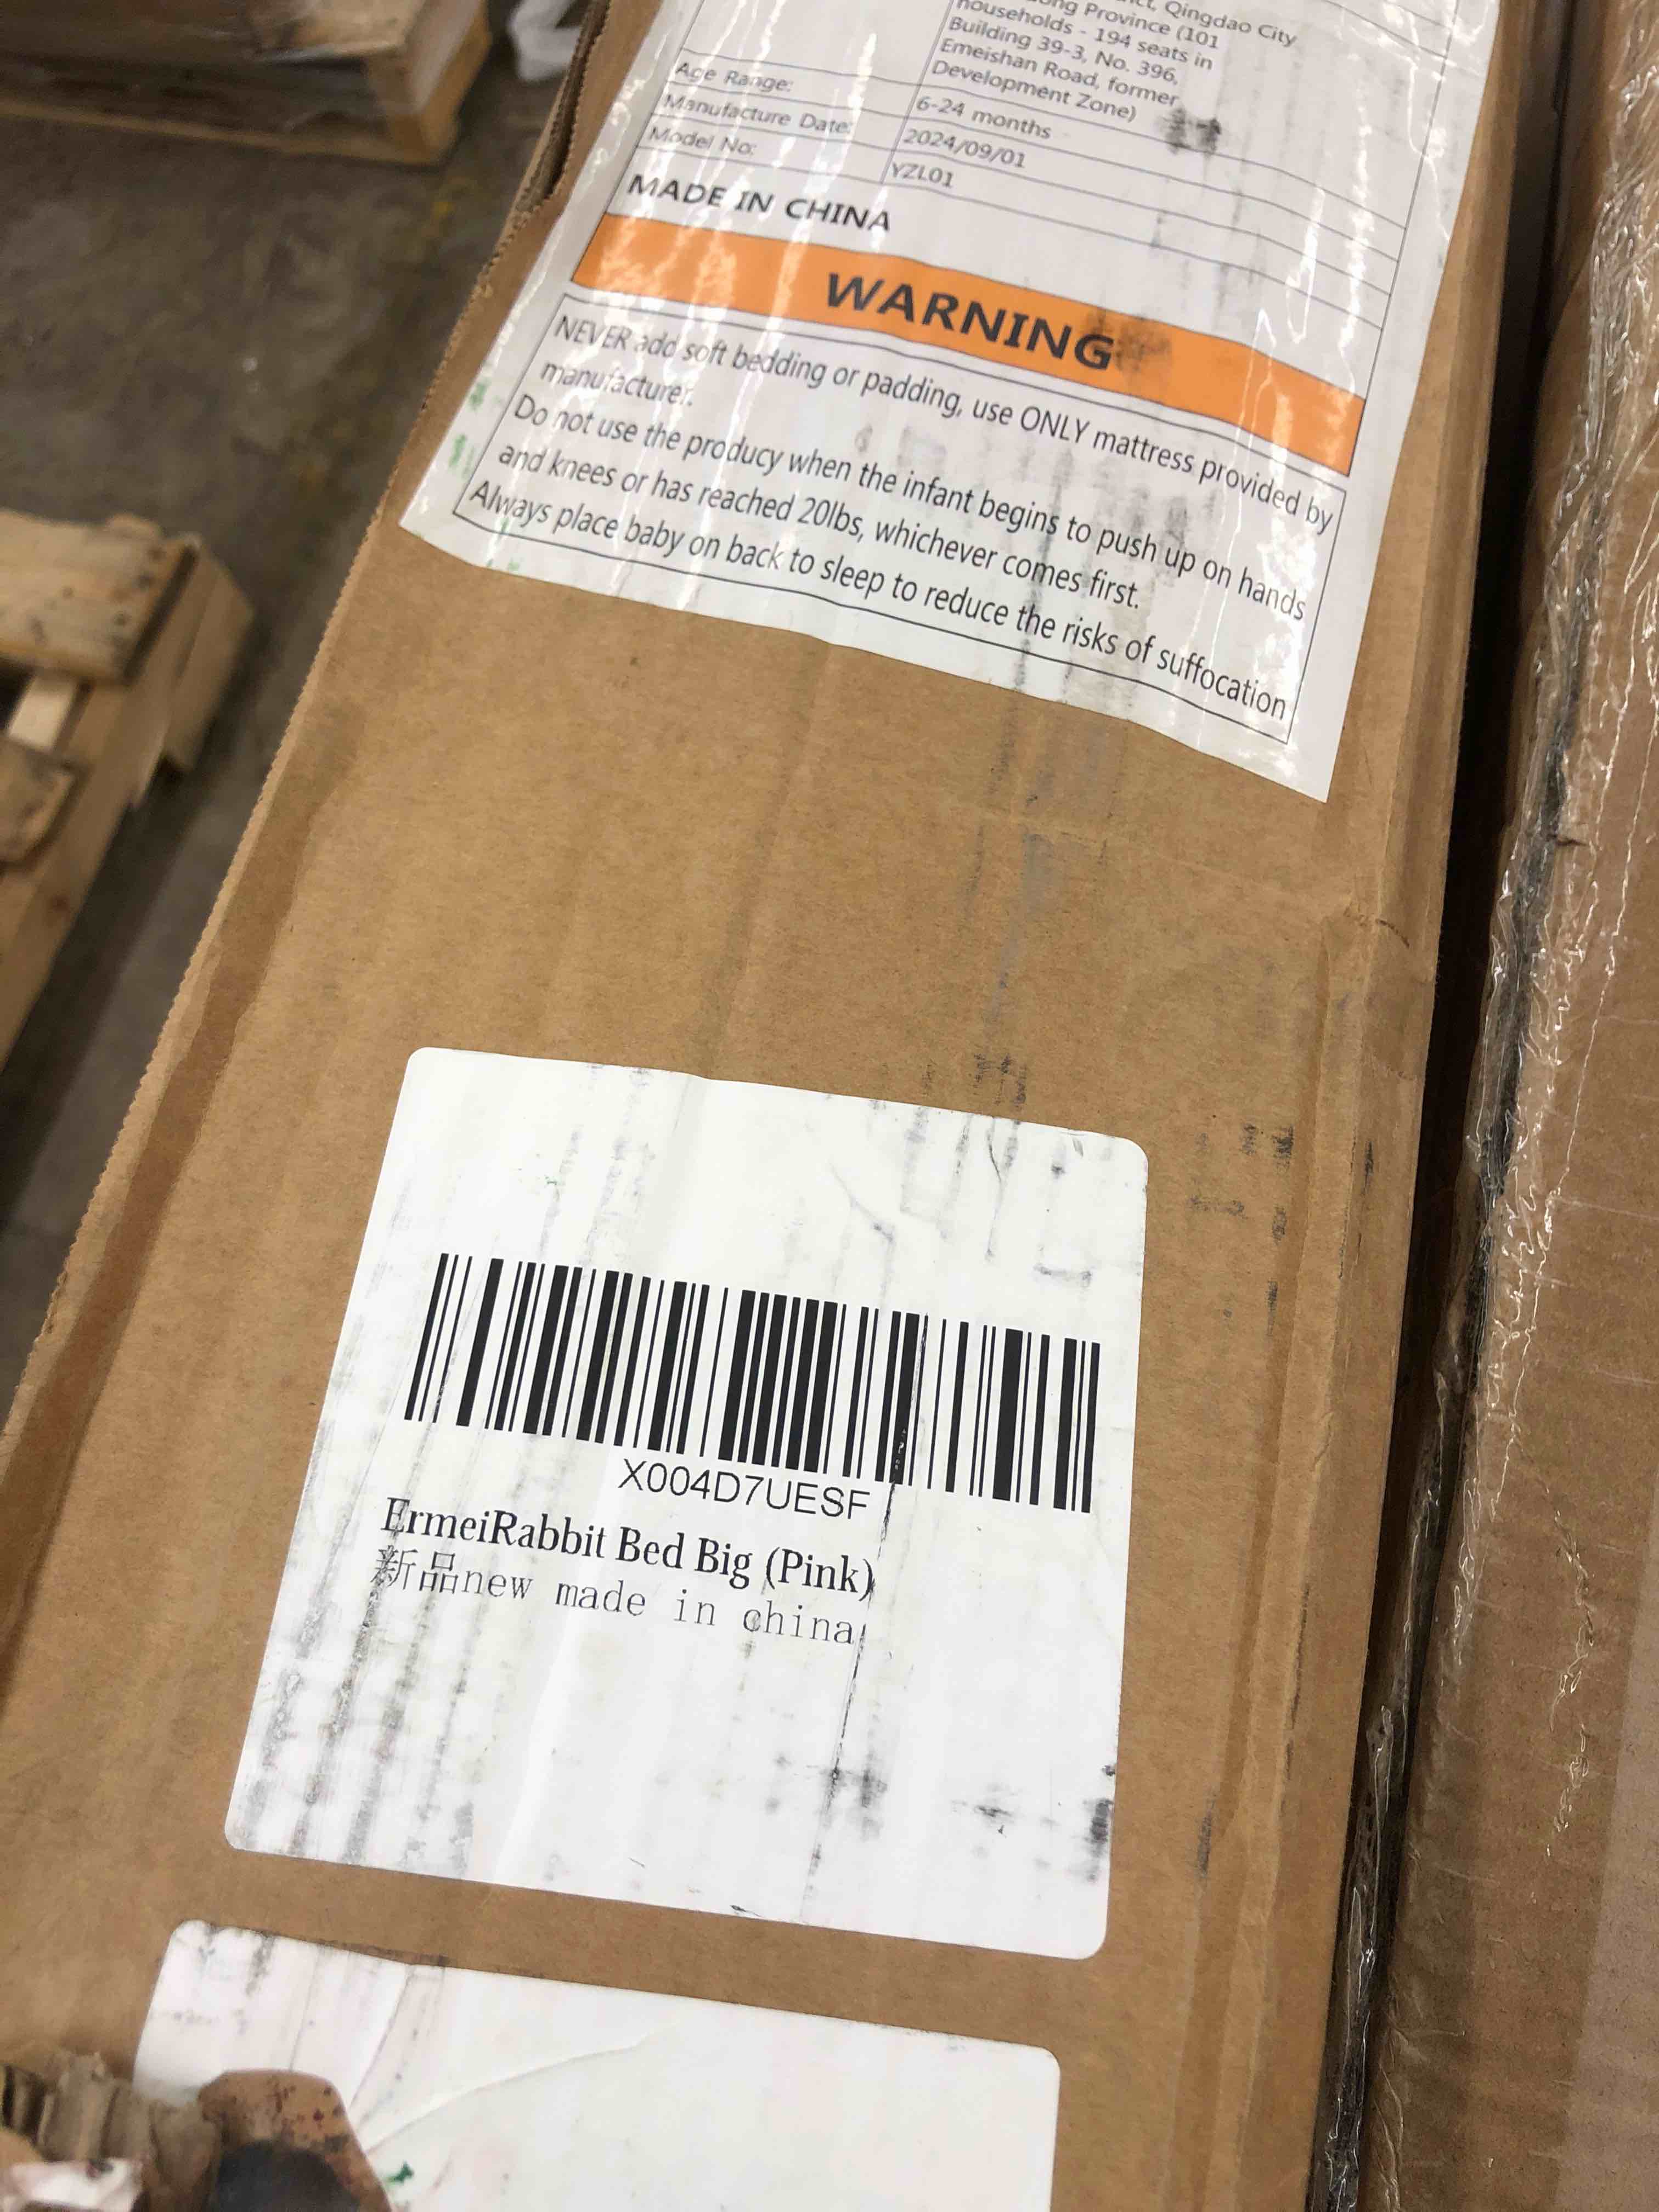 Qingdao City
Province (101
households - 194 seats in
Building 39-3, No. 396,
Emeishan Road, former
Development Zone)
Age Range: 6-24 months
Manufacture Date: 2024/09/01
Model No: YZL01
MADE IN CHINA
WARNING
NEVER add soft bedding or padding, use ONLY mattress provided by
manufacturer.
Do not use the producy when the infant begins to push up on hands
and knees or has reached 20lbs, whichever comes first.
Always place baby on back to sleep to reduce the risks of suffocation
X004D7UESF
ErmeiRabbit Bed Big (Pink)
新品new made in china